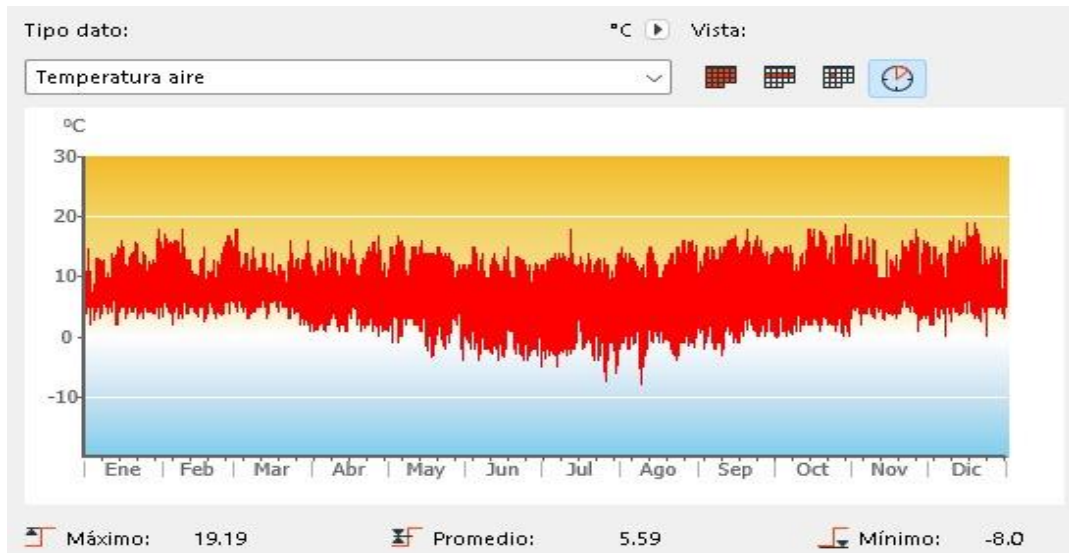 Tipo dato: °C Vista:
Temperatura aire
ºC
30
20
10
0
-10
Ene Feb Mar Abr May Jun Jul Ago Sep Oct Nov Dic
Máximo: 19.19 Promedio: 5.59 Mínimo: -8.0